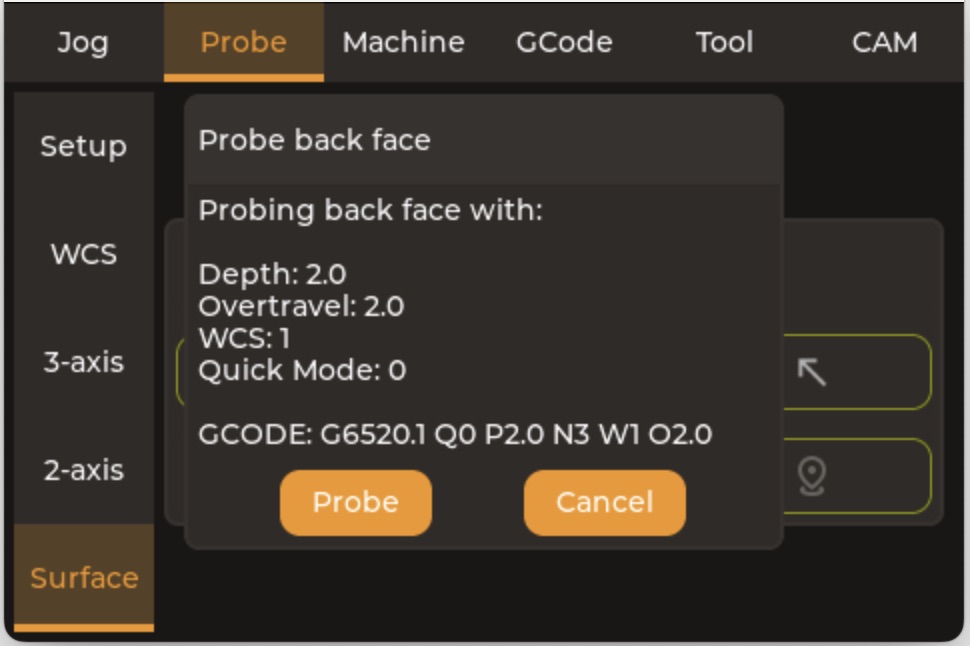 Jog Probe Machine GCode Tool CAM
Setup
WCS
3-axis
2-axis
Surface
Probe back face
Probing back face with:
Depth: 2.0
Overtravel: 2.0
WCS: 1
Quick Mode: 0
GCODE: G6520.1 Q0 P2.0 N3 W1 O2.0
Probe Cancel